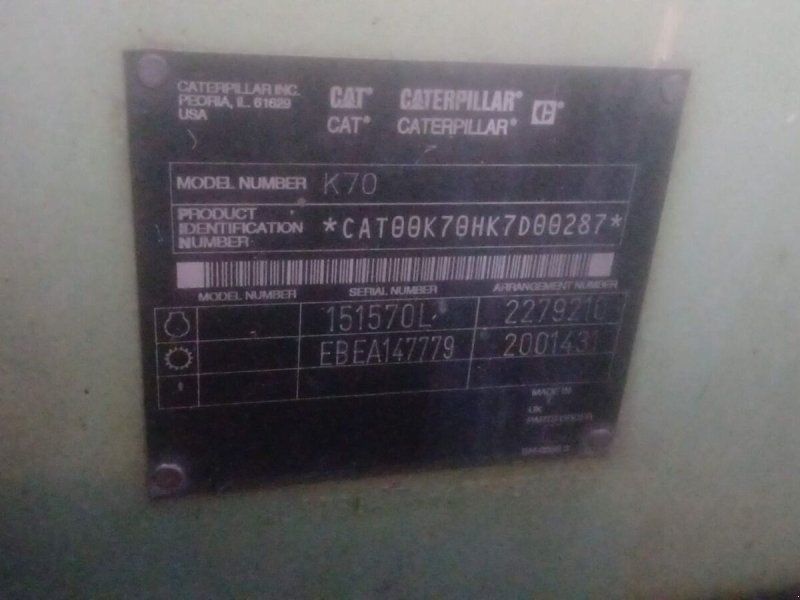 CATERPILLAR INC.
PEORIA, IL 61629
USA
CAT® CATERPILLAR® C®
CAT® CATERPILLAR®
MODEL NUMBER K70
PRODUCT
IDENTIFICATION
NUMBER *CAT00K70HK7D00287*
MODEL NUMBER SERIAL NUMBER ARRANGEMENT NUMBER
151570L
EBEA147779
MADE IN
UK